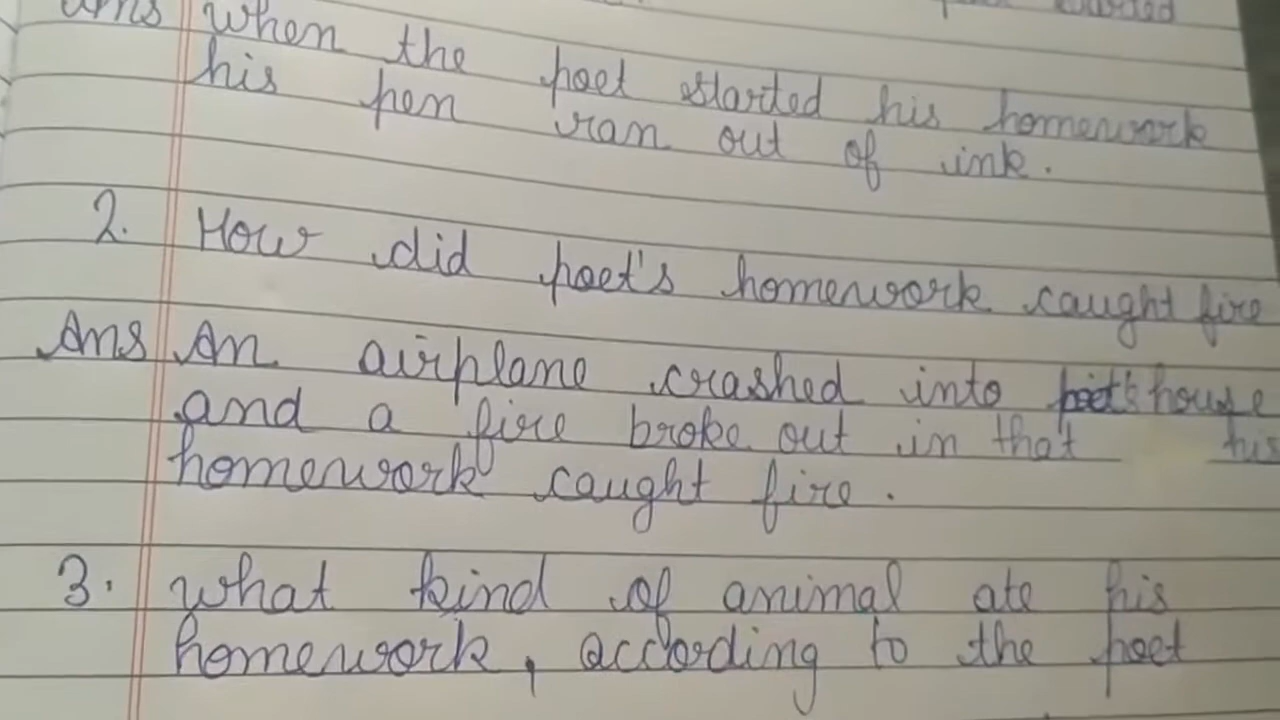 Ans when the poet started his homework
his pen ran out of ink.
2. How did poet's homework caught fire
Ans An airplane crashed into poet's house
and a fire broke out in that his
homework caught fire.
3. what kind of animal ate his
homework, according to the poet